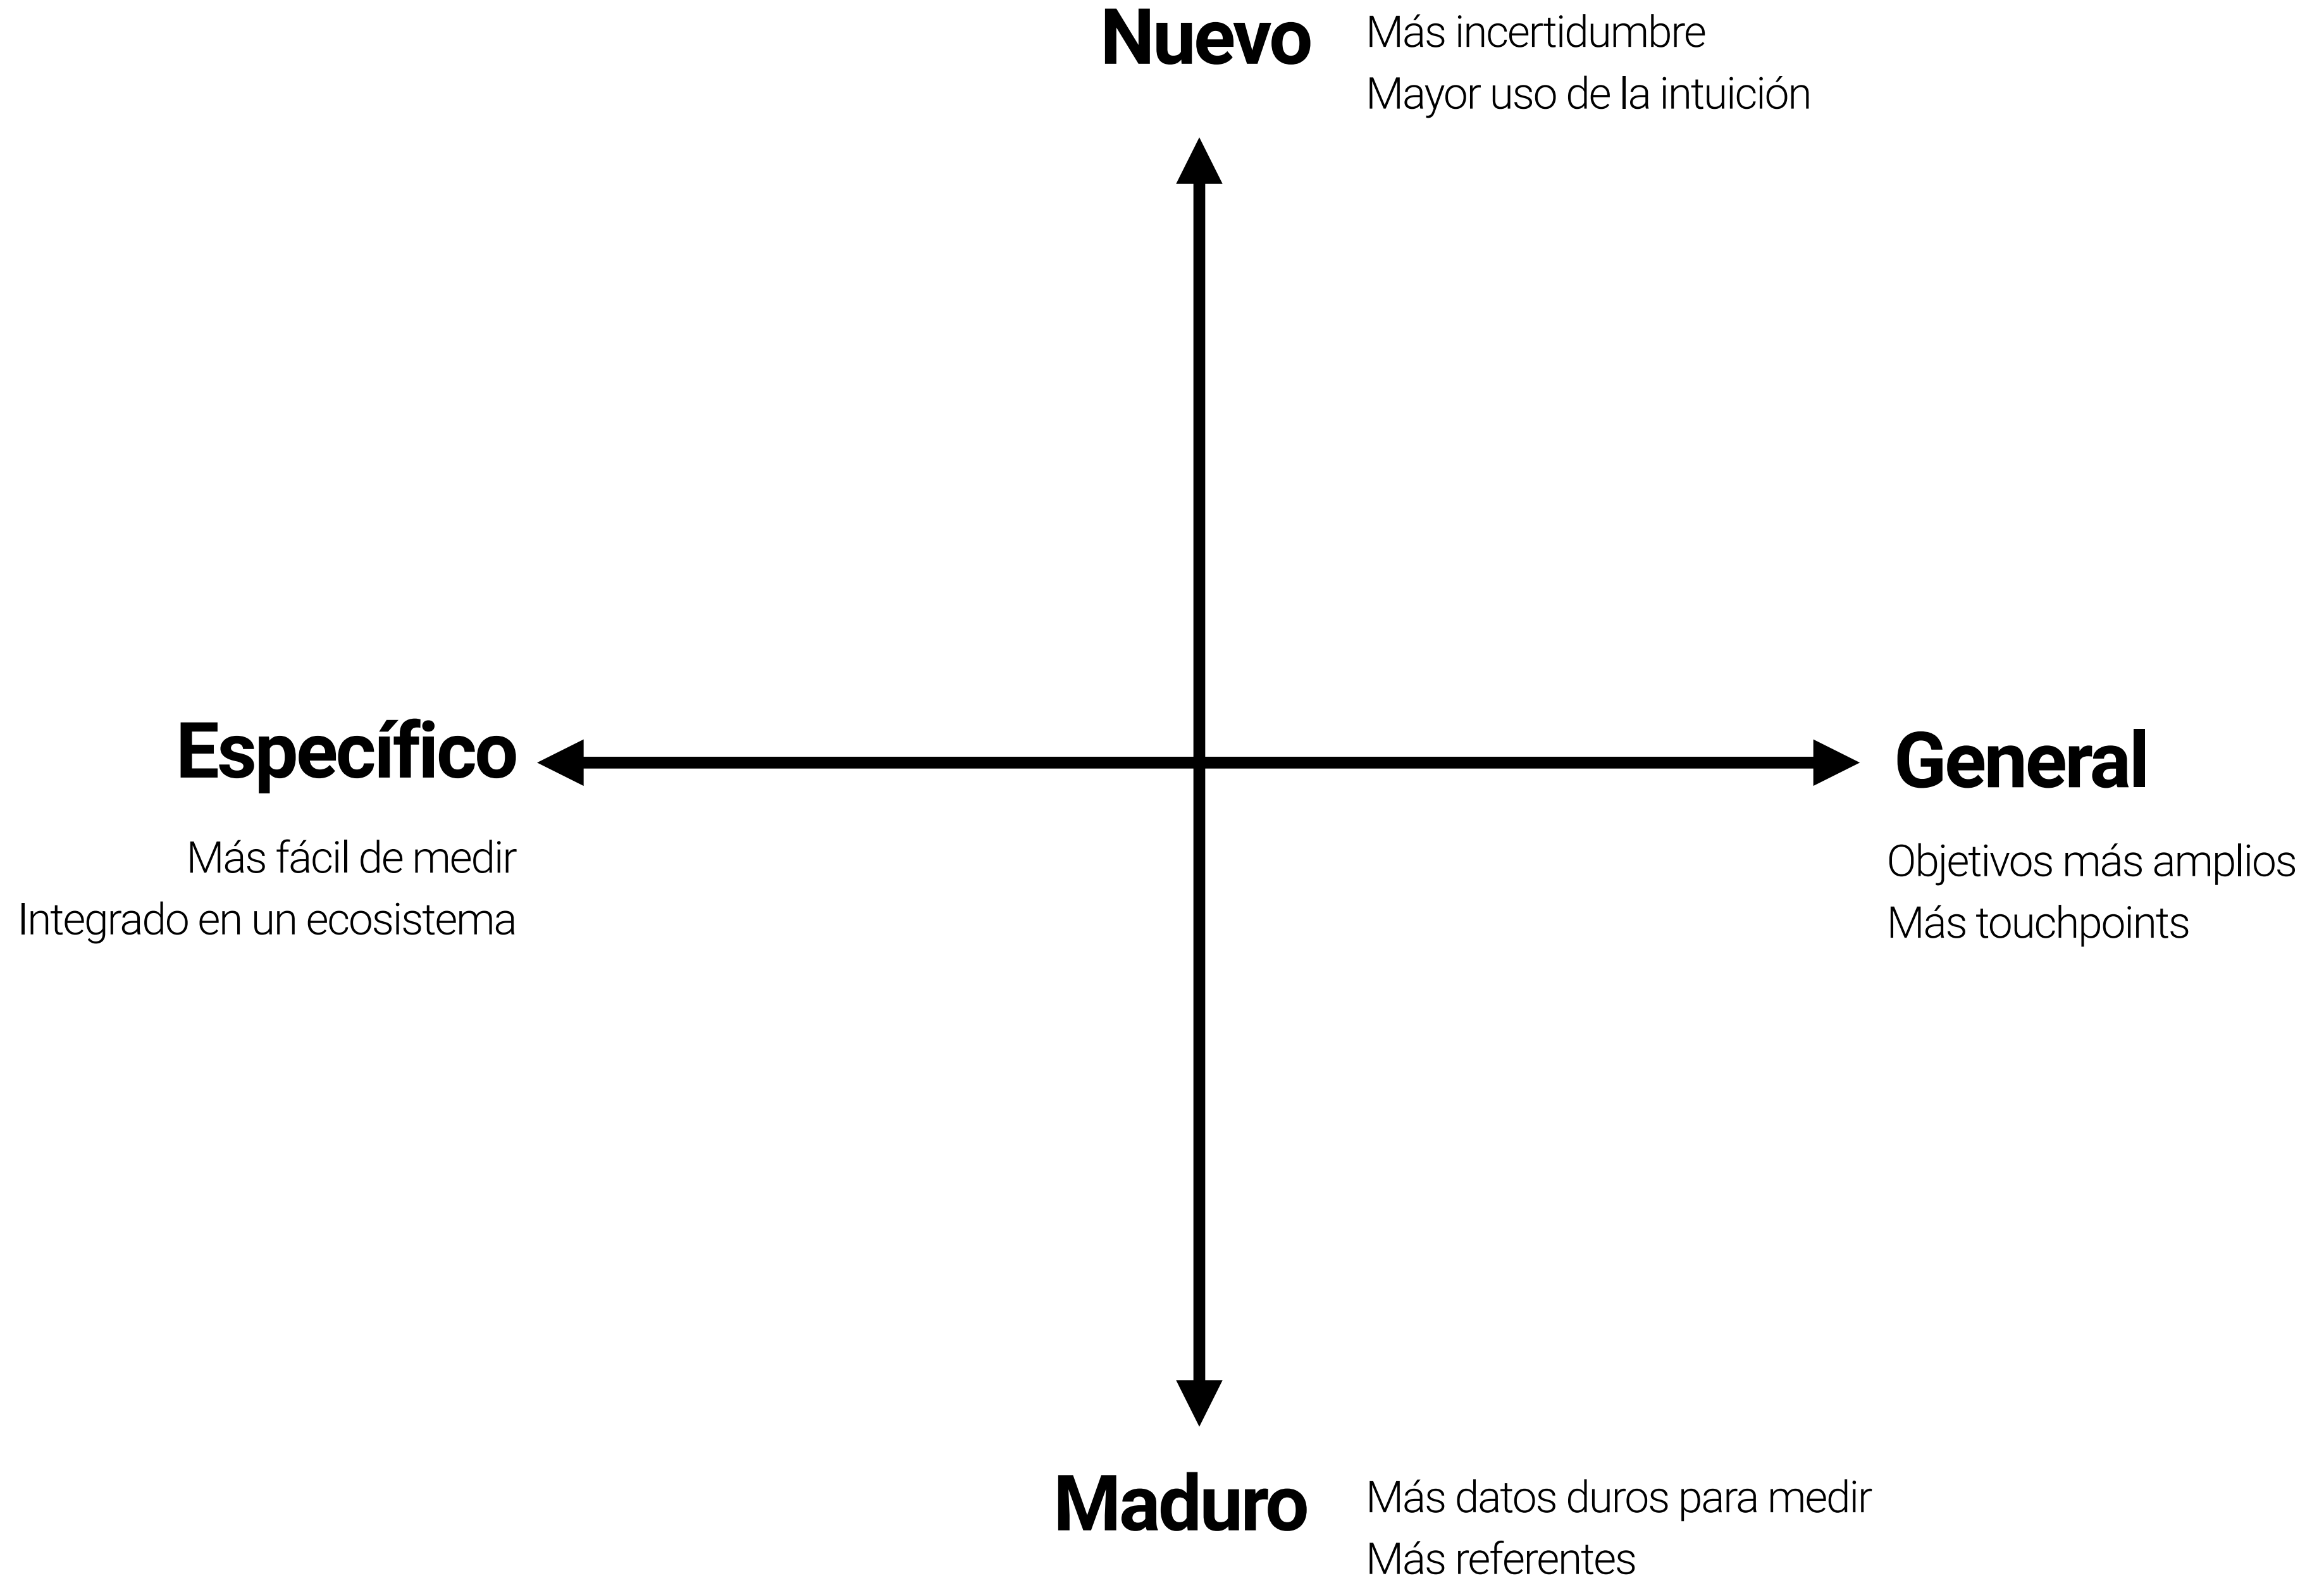 Nuevo
Más incertidumbre
Mayor uso de la intuición
Específico
Más fácil de medir
Integrado en un ecosistema
General
Objetivos más amplios
Más touchpoints
Maduro
Más datos duros para medir
Más referentes